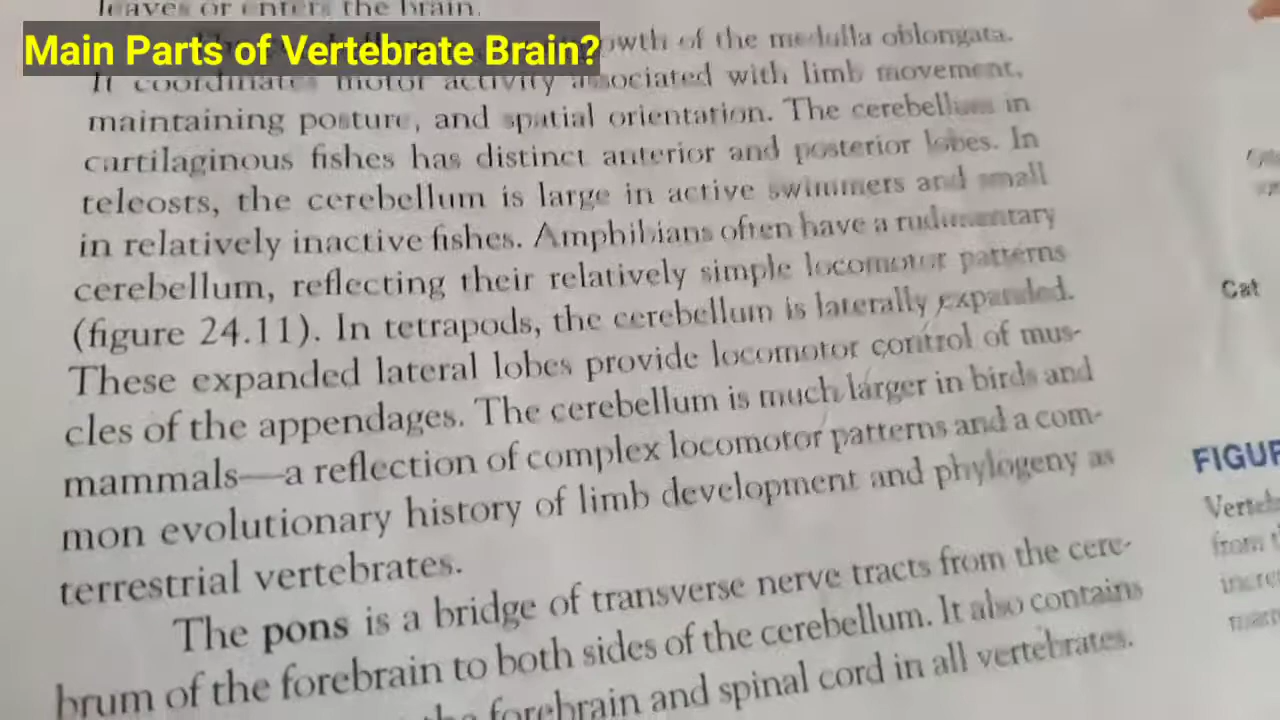 leaves or enters the brain.
Main Parts of Vertebrate Brain?
owth of the medulla oblongata.
It coordinates motor activity associated with limb movement,
maintaining posture, and spatial orientation. The cerebellum in
cartilaginous fishes has distinct anterior and posterior lobes. In
teleosts, the cerebellum is large in active swimmers and small
in relatively inactive fishes. Amphibians often have a rudimentary
cerebellum, reflecting their relatively simple locomotor patterns
(figure 24.11). In tetrapods, the cerebellum is laterally expanded.
These expanded lateral lobes provide locomotor control of mus-
cles of the appendages. The cerebellum is much larger in birds and
mammals—a reflection of complex locomotor patterns and a com-
mon evolutionary history of limb development and phylogeny as
terrestrial vertebrates.
The pons is a bridge of transverse nerve tracts from the cere-
brum of the forebrain to both sides of the cerebellum. It also contains
the forebrain and spinal cord in all vertebrates.
Cat
FIGUR
Verteb
from t
incre